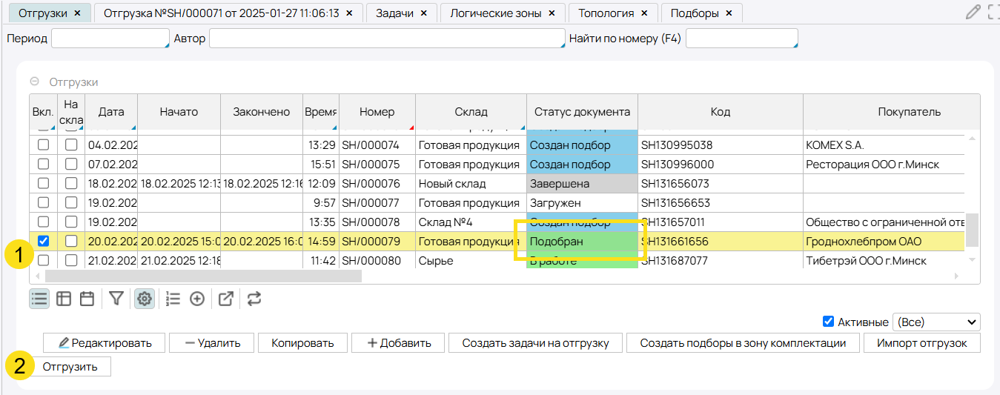 Отгрузки × Отгрузка №SH/000071 от 2025-01-27 11:06:13 × Задачи × Логические зоны × Топология × Подборы ×
Период Автор Найти по номеру (F4)
Отгрузки
Вкл. На скла Дата Начато Закончено Время Номер Склад Статус документа Код Покупатель
04.02.202 13:29 SH/000074 Готовая продукция Создан подбор SH130995038 KOMEX S.A.
07.02.202 15:51 SH/000075 Готовая продукция Создан подбор SH130996000 Ресторация ООО г.Минск
18.02.202 18.02.2025 12:13 18.02.2025 12:16 12:09 SH/000076 Новый склад Завершена SH131656073
19.02.202 9:57 SH/000077 Готовая продукция Загружен SH131656653
19.02.202 13:35 SH/000078 Склад №4 Создан подбор SH131657011 Общество с ограниченной отв
1 20.02.202 20.02.2025 15:0 20.02.2025 16:0 14:59 SH/000079 Готовая продукция Подобран SH131661656 Гроднохлебпром ОАО
21.02.202 21.02.2025 12:18 11:42 SH/000080 Сырье В работе SH131687077 Тибетрэй ООО г.Минск
Активные (Все)
Редактировать Удалить Копировать Добавить Создать задачи на отгрузку Создать подборы в зону комплектации Импорт отгрузок
2 Отгрузить